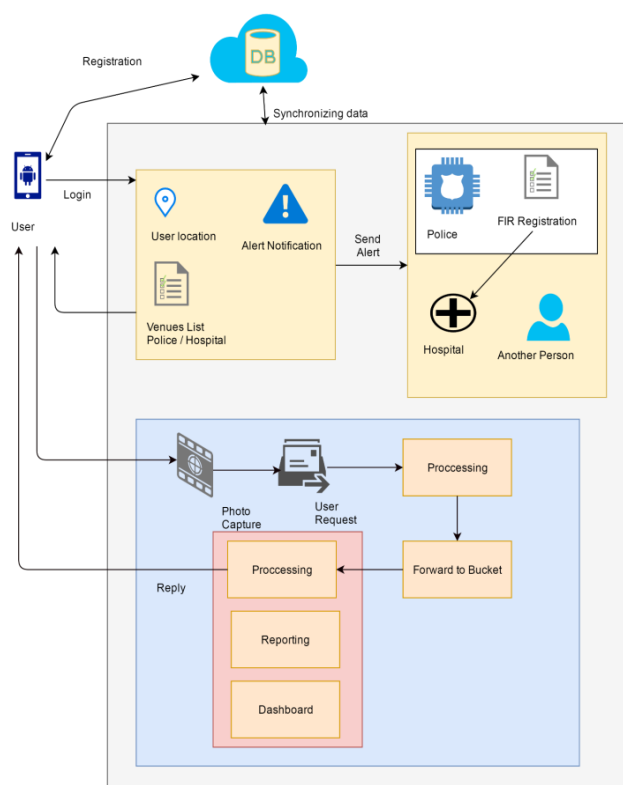 DB
Registration
Synchronizing data
Login
User
User location
Alert Notification
Venues List
Police / Hospital
Send
Alert
Police
FIR Registration
Hospital
Another Person
Photo
Capture
User
Request
Proccessing
Forward to Bucket
Proccessing
Reply
Reporting
Dashboard